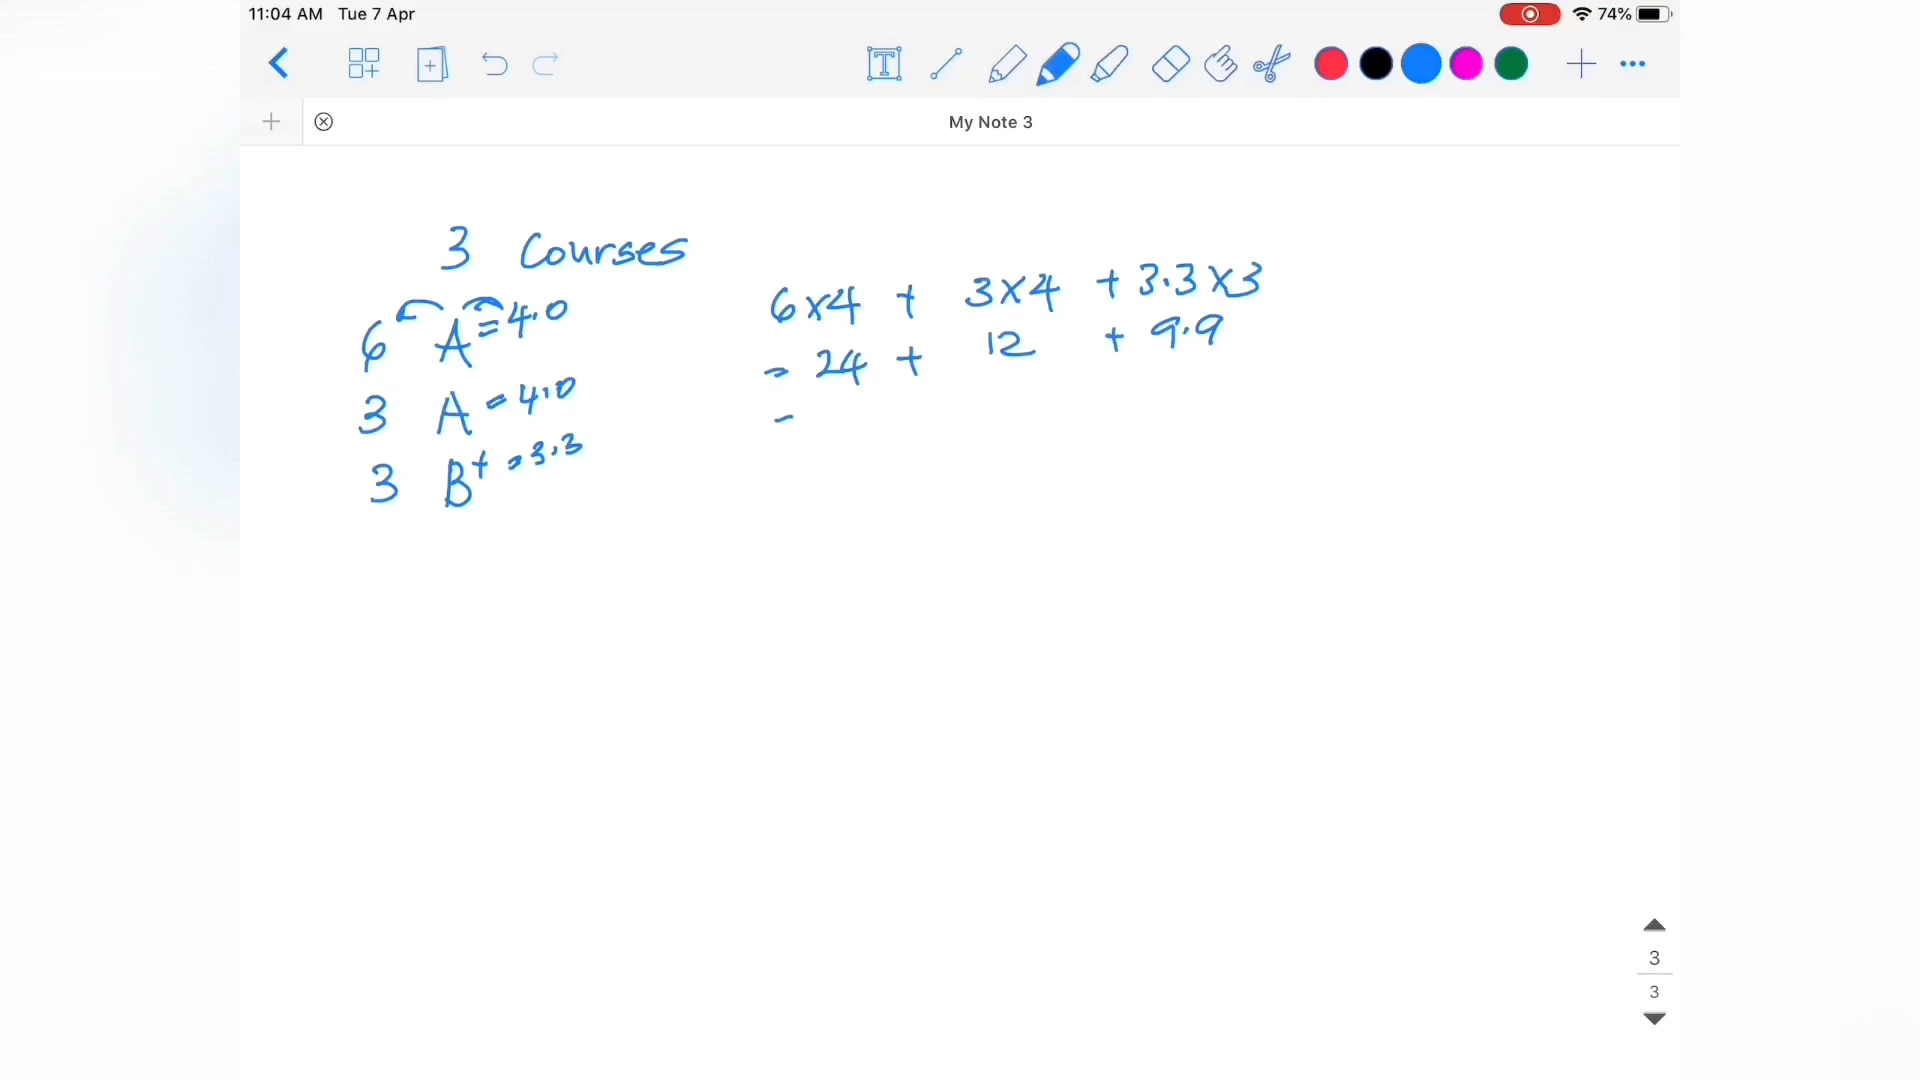 11:04 AM Tue 7 Apr 74%
T
My Note 3
3 Courses
6 A = 4.0
3 A = 4.0
3 B+ = 3.3
6x4 + 3x4 + 3.3x3
= 24 + 12 + 9.9
=
3
3